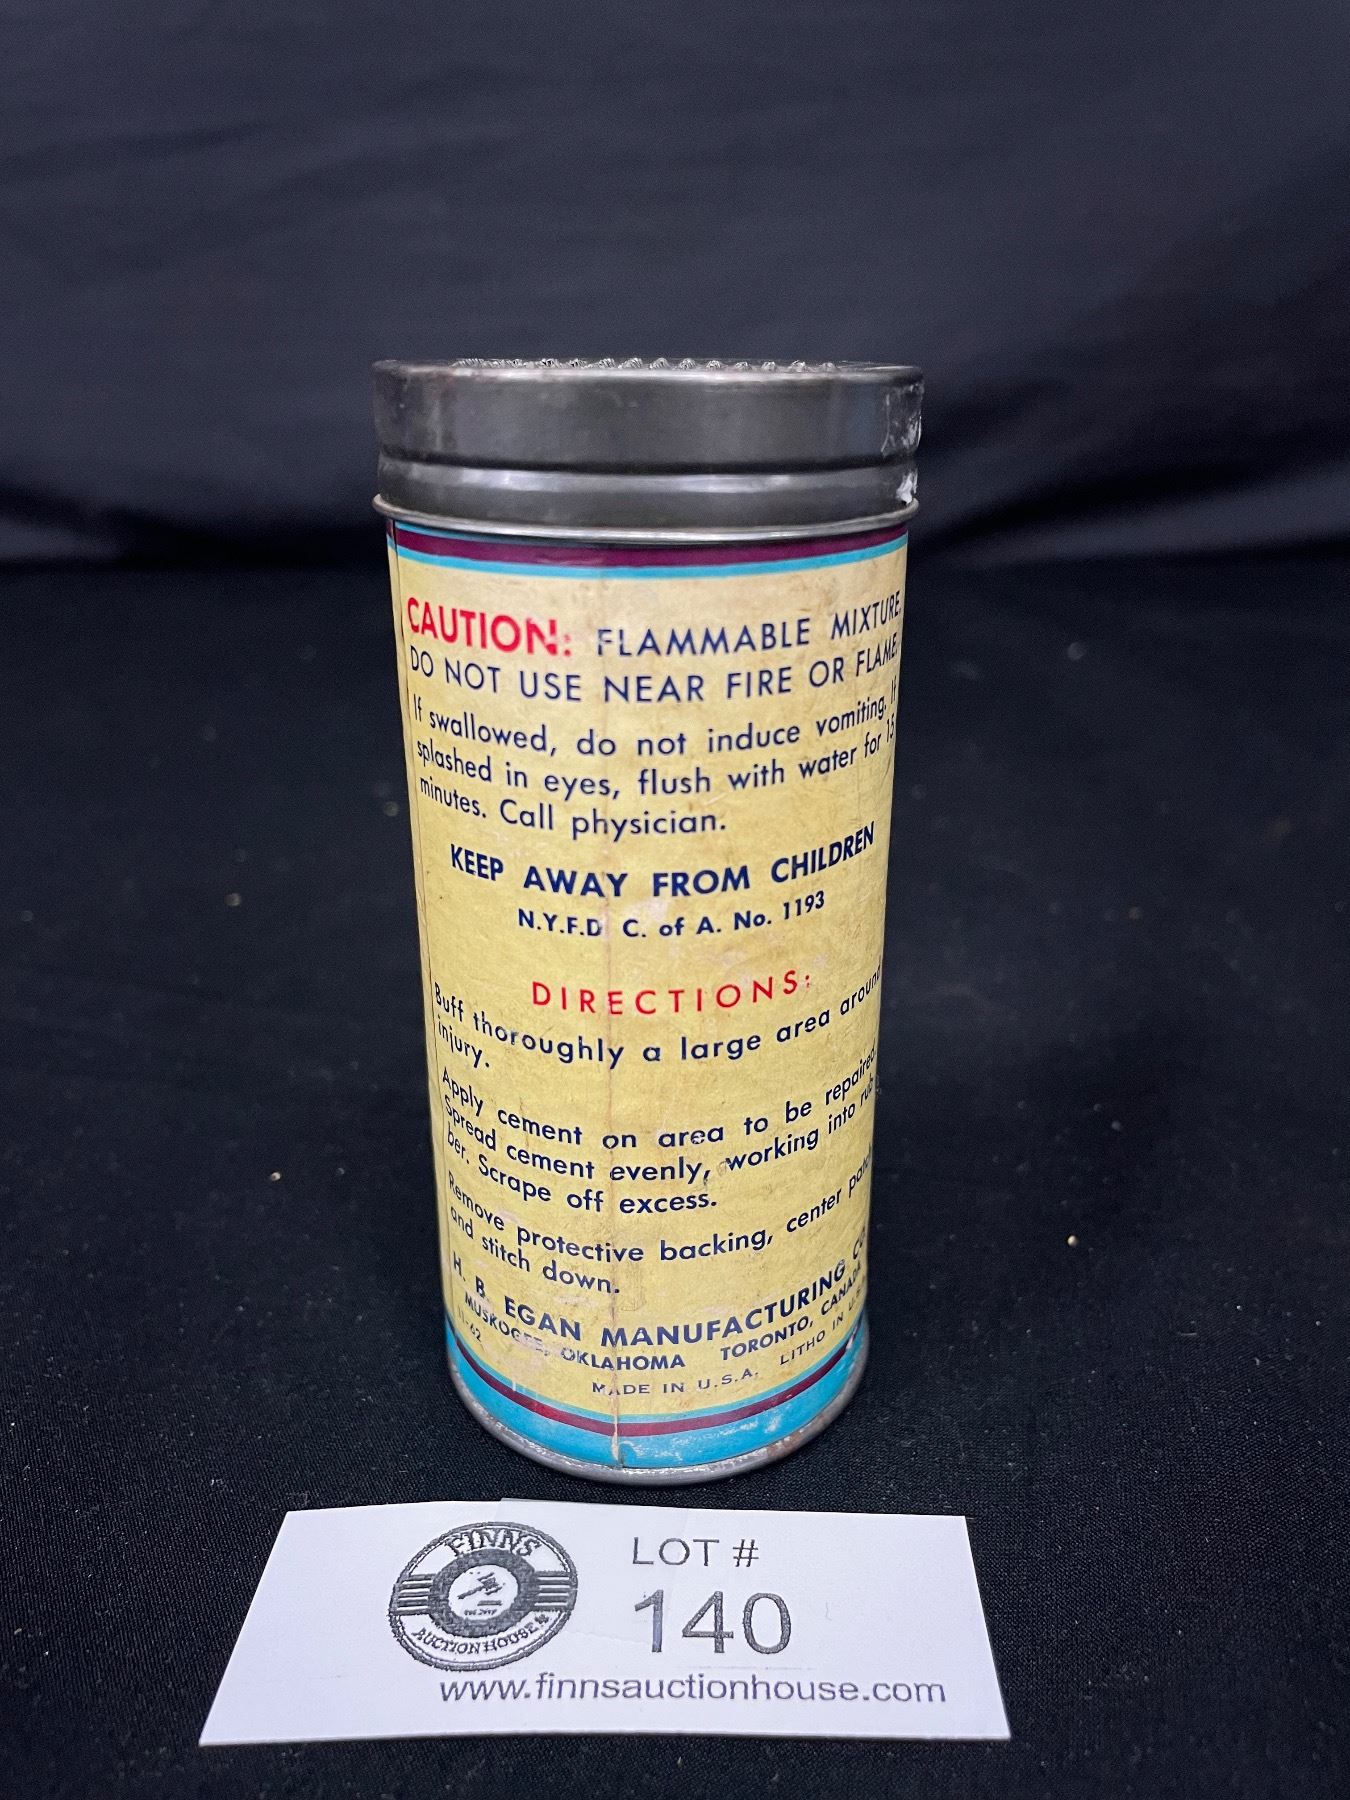 CAUTION: FLAMMABLE MIXTURE.
DO NOT USE NEAR FIRE OR FLAME.
If swallowed, do not induce vomiting. If
splashed in eyes, flush with water for 15
minutes. Call physician.
KEEP AWAY FROM CHILDREN
N.Y.F.D C. of A. No. 1193
DIRECTIONS:
Buff thoroughly a large area around
injury.
Apply cement on area to be repaired.
Spread cement evenly, working into rub
ber. Scrape off excess.
Remove protective backing, center patch
and stitch down.
H. B. EGAN MANUFACTURING CO.
MUSKOGEE, OKLAHOMA TORONTO, CANADA
11-62 MADE IN U.S.A. LITHO IN U.S.
FINNS
AUCTION HOUSE
LOT #
140
www.finnsauctionhouse.com